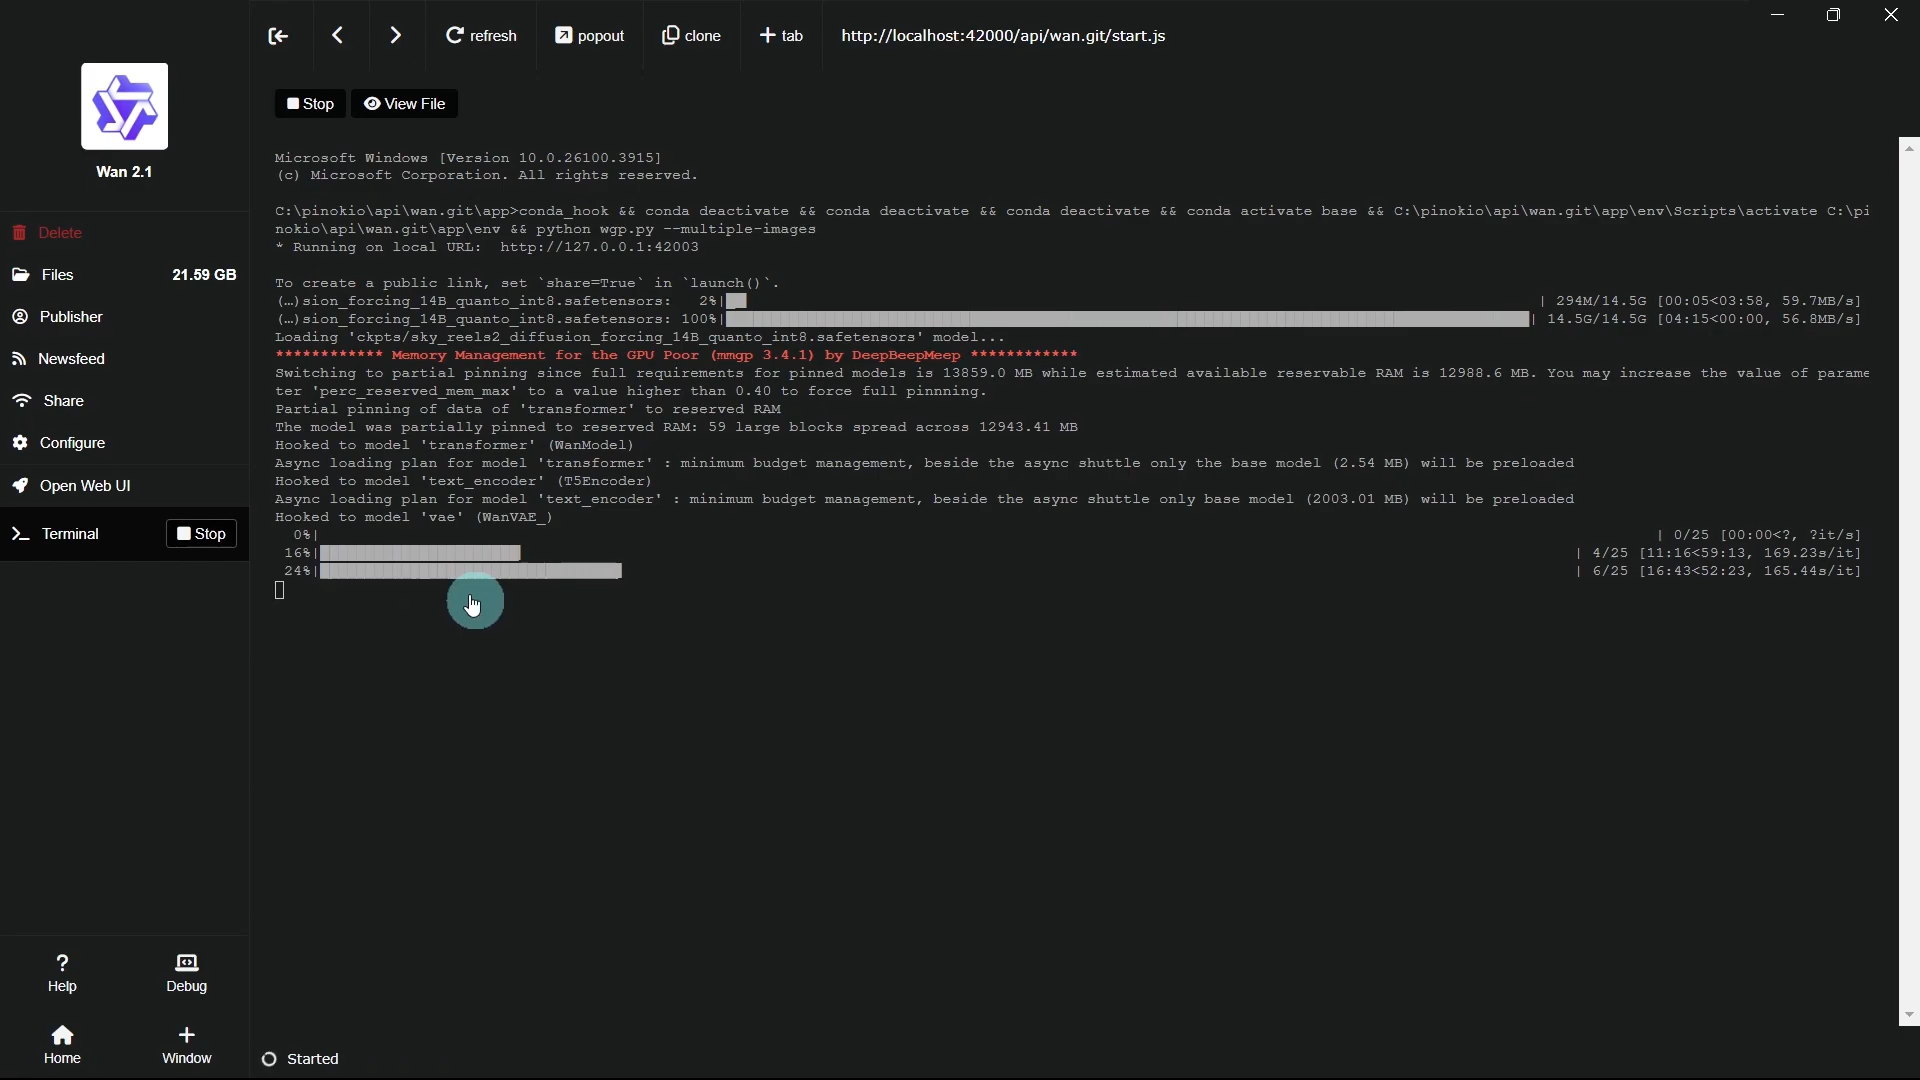 refresh
popout
clone
tab
http://localhost:42000/api/wan.git/start.js
Stop
View File
Wan 2.1
Delete
Files 21.59 GB
Publisher
Newsfeed
Share
Configure
Open Web UI
Terminal Stop
Help
Debug
Home
Window
Microsoft Windows [Version 10.0.26100.3915]
(c) Microsoft Corporation. All rights reserved.
C:\pinokio\api\wan.git\app>conda_hook && conda deactivate && conda deactivate && conda deactivate && conda activate base && C:\pinokio\api\wan.git\app\env\Scripts\activate C:\pi
nokio\api\wan.git\app\env && python wgp.py --multiple-images
* Running on local URL:  http://127.0.0.1:42003
To create a public link, set `share=True` in `launch()`.
(…)sion_forcing_14B_quanto_int8.safetensors:   2%| | 294M/14.5G [00:05<03:58, 59.7MB/s]
(…)sion_forcing_14B_quanto_int8.safetensors: 100%| | 14.5G/14.5G [04:15<00:00, 56.8MB/s]
Loading 'ckpts/sky_reels2_diffusion_forcing_14B_quanto_int8.safetensors' model...
************ Memory Management for the GPU Poor (mmgp 3.4.1) by DeepBeepMeep ************
Switching to partial pinning since full requirements for pinned models is 13859.0 MB while estimated available reservable RAM is 12988.6 MB. You may increase the value of parame
ter 'perc_reserved_mem_max' to a value higher than 0.40 to force full pinnning.
Partial pinning of data of 'transformer' to reserved RAM
The model was partially pinned to reserved RAM: 59 large blocks spread across 12943.41 MB
Hooked to model 'transformer' (WanModel)
Async loading plan for model 'transformer' : minimum budget management, beside the async shuttle only the base model (2.54 MB) will be preloaded
Hooked to model 'text_encoder' (T5Encoder)
Async loading plan for model 'text_encoder' : minimum budget management, beside the async shuttle only base model (2003.01 MB) will be preloaded
Hooked to model 'vae' (WanVAE_)
0%| | 0/25 [00:00<?, ?it/s]
16%| | 4/25 [11:16<59:13, 169.23s/it]
24%| | 6/25 [16:43<52:23, 165.44s/it]
Started